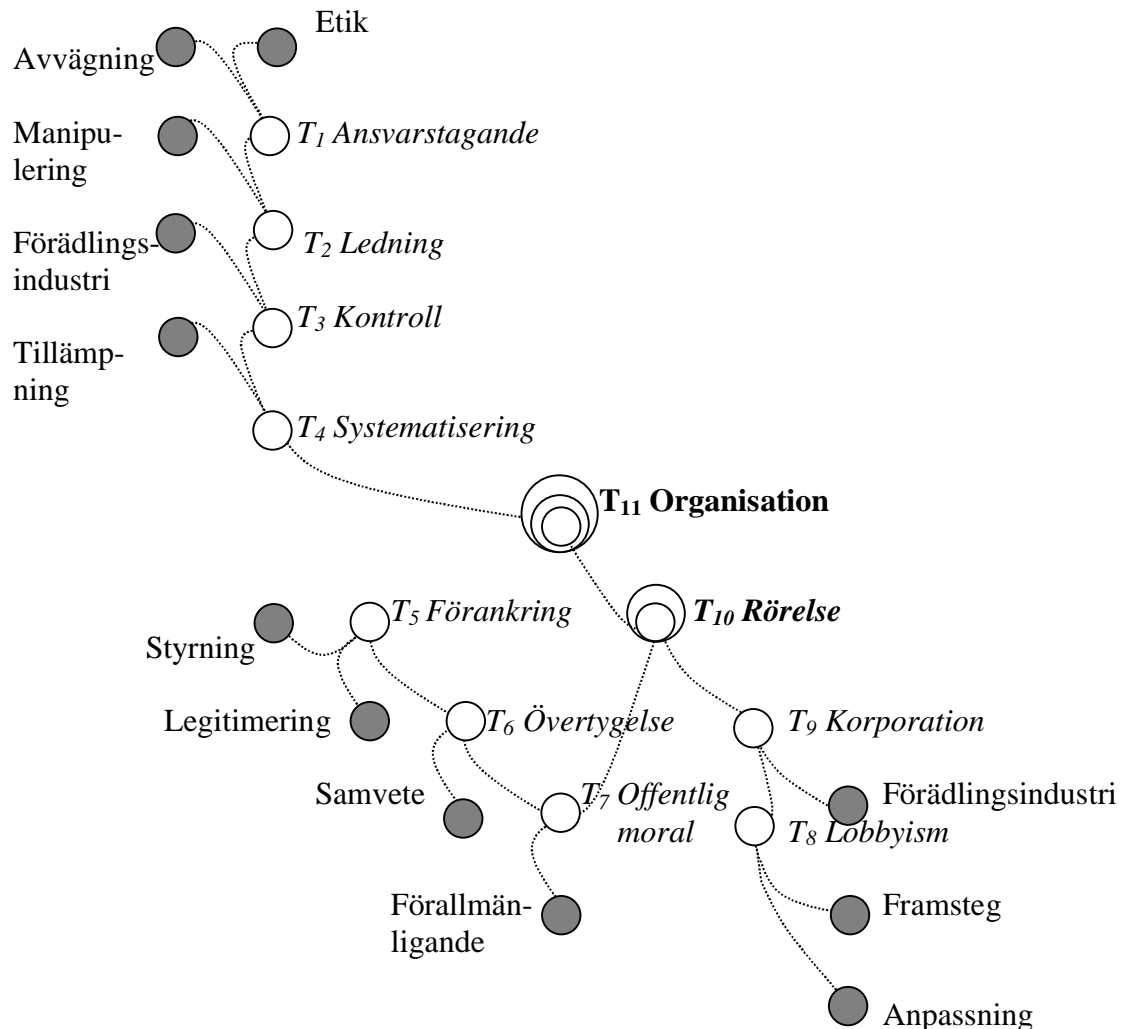 Etik
Avvägning
Manipu-
lering
T₁ Ansvarstagande
Förädlings-
industri
T₂ Ledning
T₃ Kontroll
Tillämp-
ning
T₄ Systematisering
T₁₁ Organisation
T₅ Förankring
T₁₀ Rörelse
Styrning
Legitimering
T₆ Övertygelse
T₉ Korporation
Samvete
T₇ Offentlig
moral
Förädlingsindustri
T₈ Lobbyism
Förallmän-
ligande
Framsteg
Anpassning